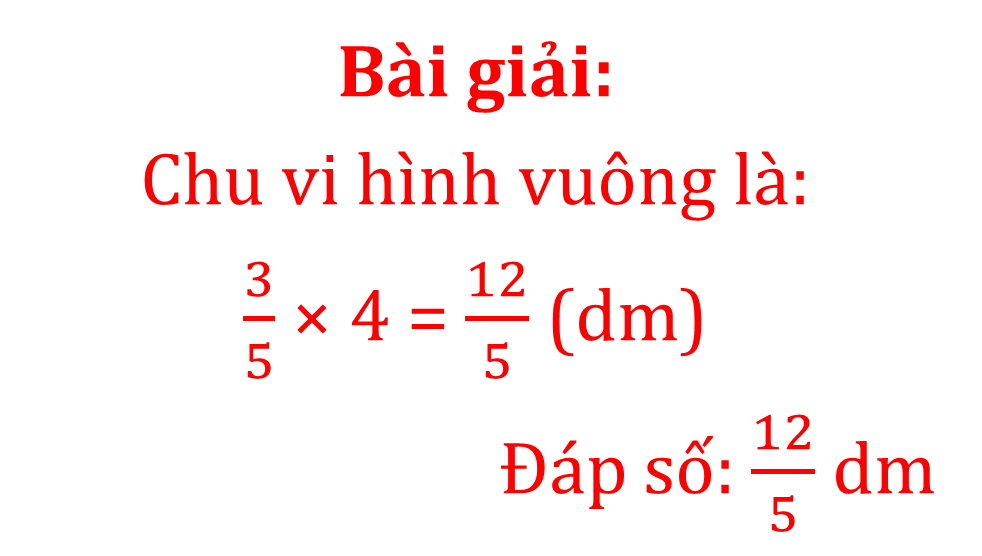 Bài giải:
Chu vi hình vuông là:
3/5 × 4 = 12/5 (dm)
Đáp số: 12/5 dm